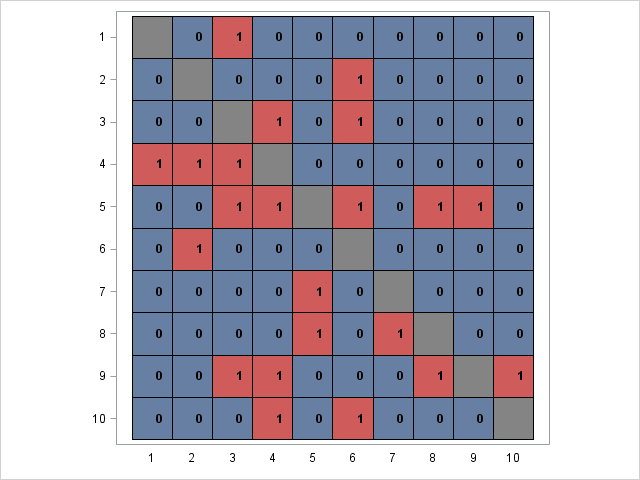 1 0 1 0 0 0 0 0 0 0
2 0 0 0 0 1 0 0 0 0
3 0 0 1 0 1 0 0 0 0
4 1 1 1 0 0 0 0 0 0
5 0 0 1 1 1 0 1 1 0
6 0 1 0 0 0 0 0 0 0
7 0 0 0 0 1 0 0 0 0
8 0 0 0 0 1 0 1 0 0
9 0 0 1 1 0 0 0 1 1
10 0 0 0 1 0 1 0 0 0
1 2 3 4 5 6 7 8 9 10